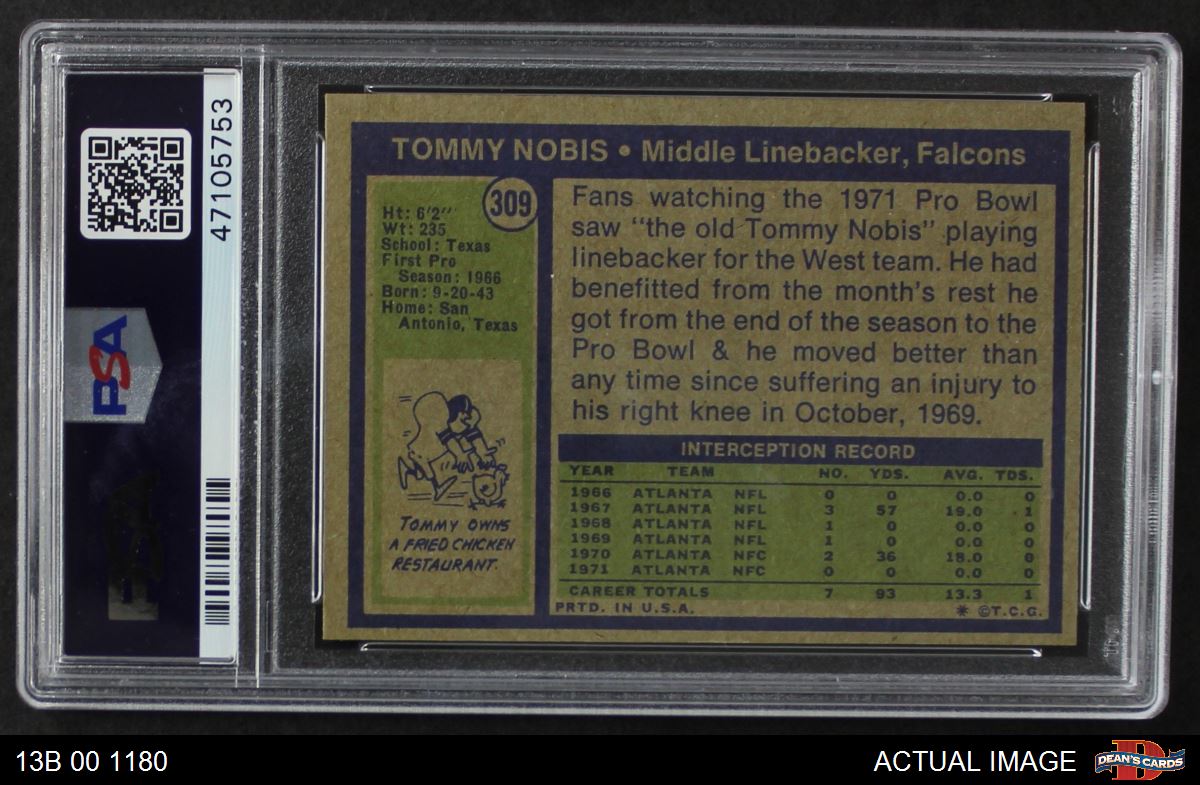 47105753
PSA
TOMMY NOBIS • Middle Linebacker, Falcons
309
Ht: 6'2"
Wt: 235
School: Texas
First Pro
Season: 1966
Born: 9-20-43
Home: San
Antonio, Texas
TOMMY OWNS
A FRIED CHICKEN
RESTAURANT.
Fans watching the 1971 Pro Bowl
saw "the old Tommy Nobis" playing
linebacker for the West team. He had
benefitted from the month's rest he
got from the end of the season to the
Pro Bowl & he moved better than
any time since suffering an injury to
his right knee in October, 1969.
INTERCEPTION RECORD
YEAR TEAM NO. YDS. AVG. TDS.
1966 ATLANTA NFL 0 0 0.0 0
1967 ATLANTA NFL 3 57 19.0 1
1968 ATLANTA NFL 1 0 0.0 0
1969 ATLANTA NFL 1 0 0.0 0
1970 ATLANTA NFC 2 36 18.0 0
1971 ATLANTA NFC 0 0 0.0 0
CAREER TOTALS 7 93 13.3 1
PRTD. IN U.S.A. * ©T.C.G.
13B 00 1180
ACTUAL IMAGE
D
DEAN'S CARDS